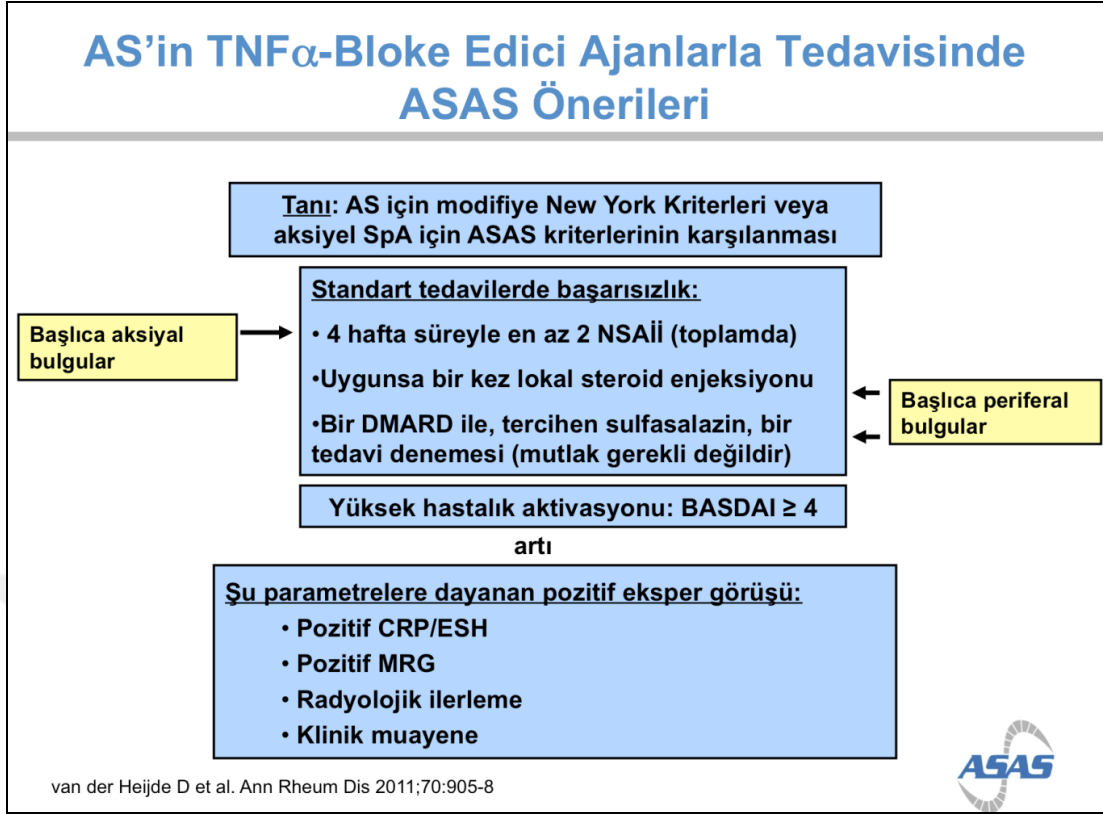 AS’in TNFα-Bloke Edici Ajanlarla Tedavisinde
ASAS Önerileri
Tanı: AS için modifiye New York Kriterleri veya
aksiyel SpA için ASAS kriterlerinin karşılanması
Standart tedavilerde başarısızlık:
• 4 hafta süreyle en az 2 NSAİİ (toplamda)
•Uygunsa bir kez lokal steroid enjeksiyonu
•Bir DMARD ile, tercihen sulfasalazin, bir
tedavi denemesi (mutlak gerekli değildir)
Başlıca aksiyal
bulgular
Başlıca periferal
bulgular
Yüksek hastalık aktivasyonu: BASDAI ≥ 4
artı
Şu parametrelere dayanan pozitif eksper görüşü:
• Pozitif CRP/ESH
• Pozitif MRG
• Radyolojik ilerleme
• Klinik muayene
van der Heijde D et al. Ann Rheum Dis 2011;70:905-8
ASAS